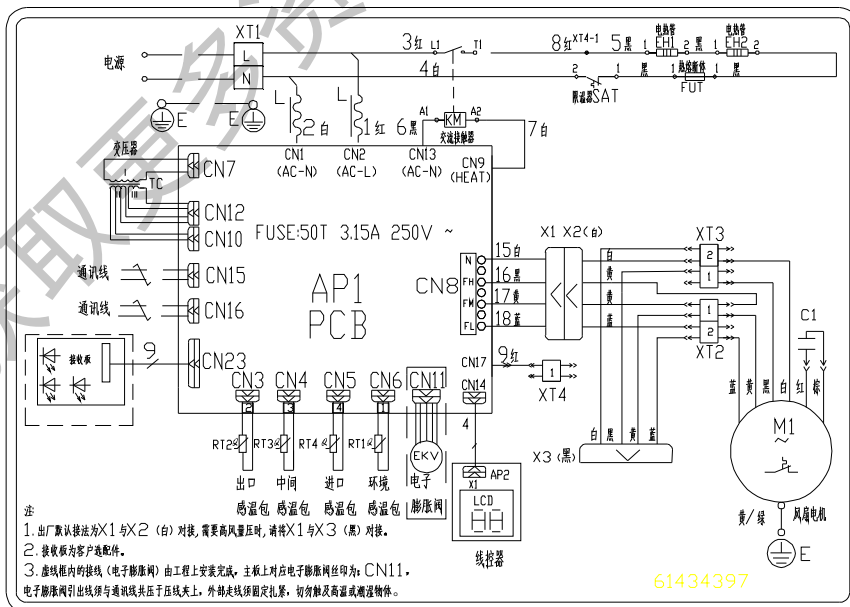 XT1
电源
L
N
E
E
L
L
2白
1红
3红
L1
T1
4白
A1
KM
A2
6黑
交流接触器
7白
8红
XT4-1
5黑
1
电热管
EH1
2
黑
1
电热管
EH2
2
2
限温器SAT
1
黑
1
热熔断体
FUT
1
黑
变压器
TC
CN7
CN12
CN10
通讯线
CN15
通讯线
CN16
接收板
9
CN23
CN1
(AC-N)
CN2
(AC-L)
CN13
(AC-N)
CN9
(HEAT)
FUSE:50T 3.15A 250V ~
AP1
PCB
CN8
N
FH
FM
FL
15白
16黑
17黄
18蓝
X1 X2(白)
白
黄
黄
蓝
XT3
2
1
1
2
XT2
C1
CN17
9红
1
XT4
CN14
4
CN3
CN4
CN5
CN6
CN11
2
3
4
1
RT2
RT3
RT4
RT1
EKV
出口
感温包
中间
感温包
进口
感温包
环境
感温包
电子
膨胀阀
X1
AP2
LCD
线控器
白
黑
黄
蓝
X3(黑)
蓝
黄
黑
白
红
棕
M1
~
黄/绿
风扇电机
E
注
1.出厂默认接法为X1与X2(白)对接,需要高风量压时,请将X1与X3(黑)对接。
2.接收板为客户选配件。
3.虚线框内的接线(电子膨胀阀)由工程上安装完成,主板上对应电子膨胀阀丝印为:CN11,
电子膨胀阀引出线须与通讯线共压于压线夹上,外部走线须固定扎紧,切勿触及高温或潮湿物体。
61434397
获取更多资